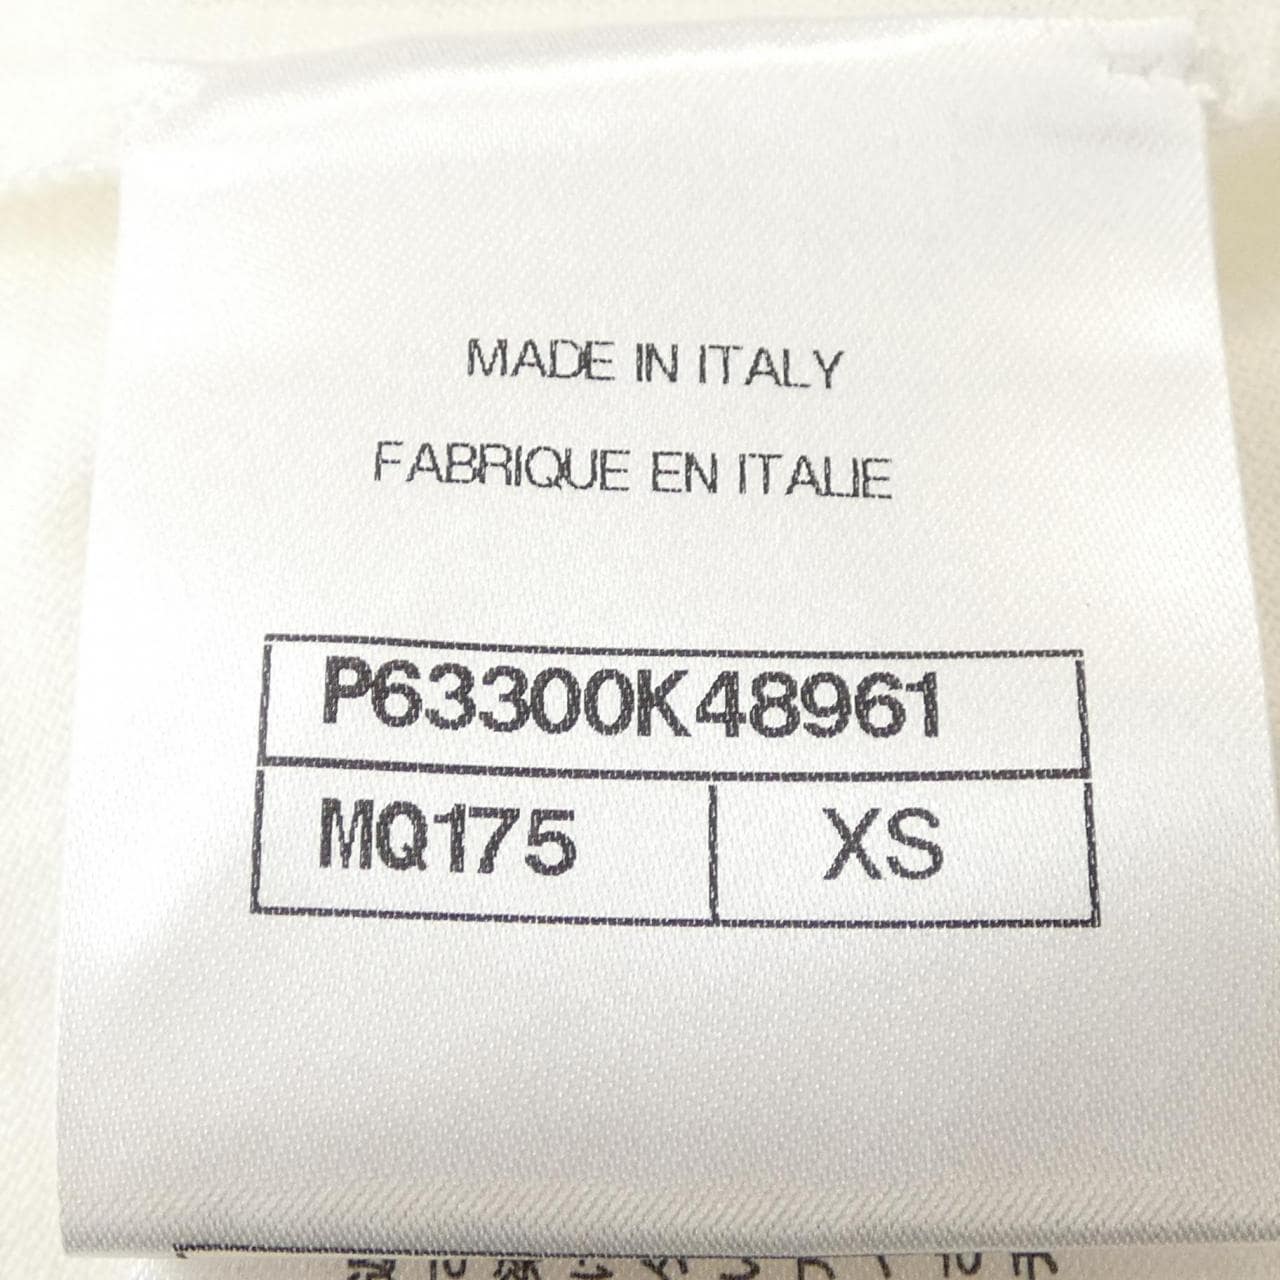 MADE IN ITALY
FABRIQUE EN ITALIE
P63300K48961
MQ175 XS